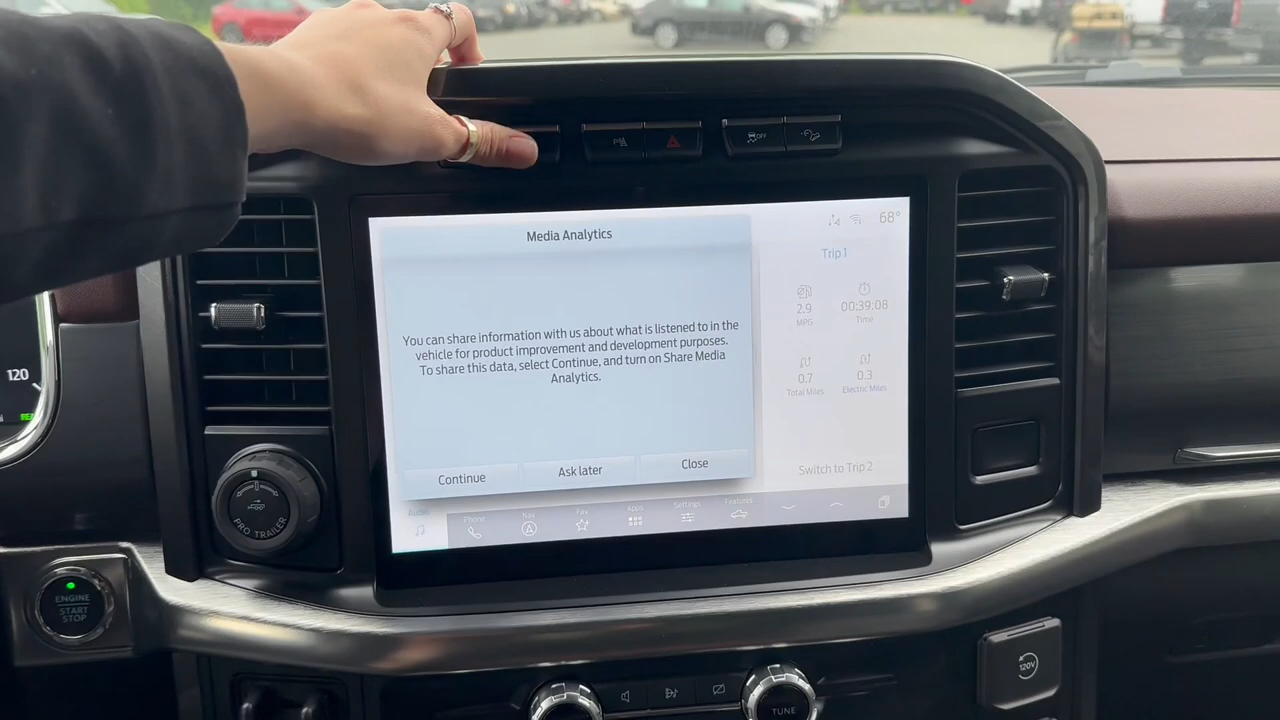 OFF
Media Analytics
68°
Trip 1
You can share information with us about what is listened to in the
vehicle for product improvement and development purposes.
To share this data, select Continue, and turn on Share Media
Analytics.
2.9
MPG
00:39:08
Time
0.7
Total Miles
0.3
Electric Miles
Continue
Ask later
Close
Switch to Trip 2
Audio
Phone
Nav
Fav
Apps
Settings
Features
120
PRO TRAILER
ENGINE
START
STOP
120V
TUNE